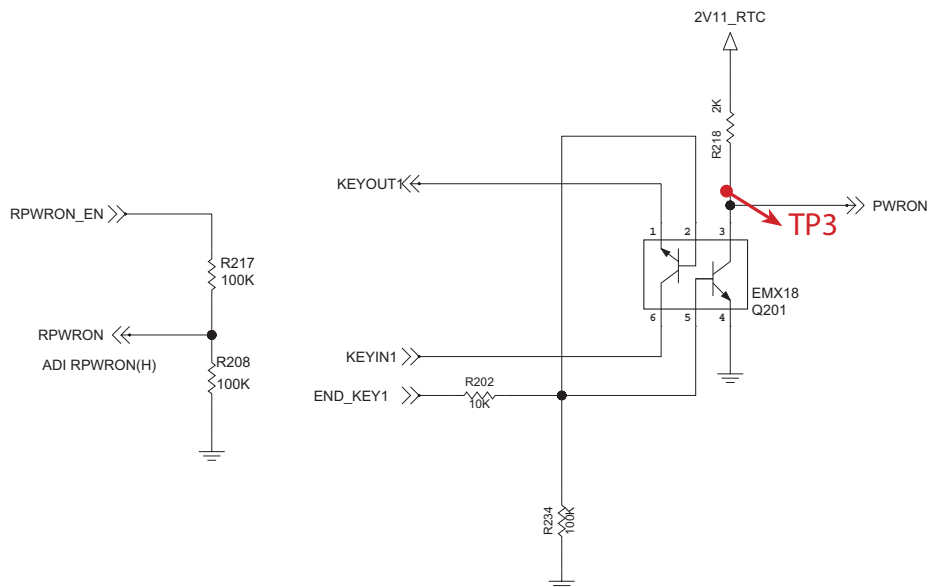 2V11_RTC
2K
R218
KEYOUT1
PWRON
TP3
RPWRON_EN
1 2 3
R217
100K
EMX18
Q201
6 5 4
RPWRON
ADI RPWRON(H)
R208
100K
KEYIN1
END_KEY1
R202
10K
R234
100K